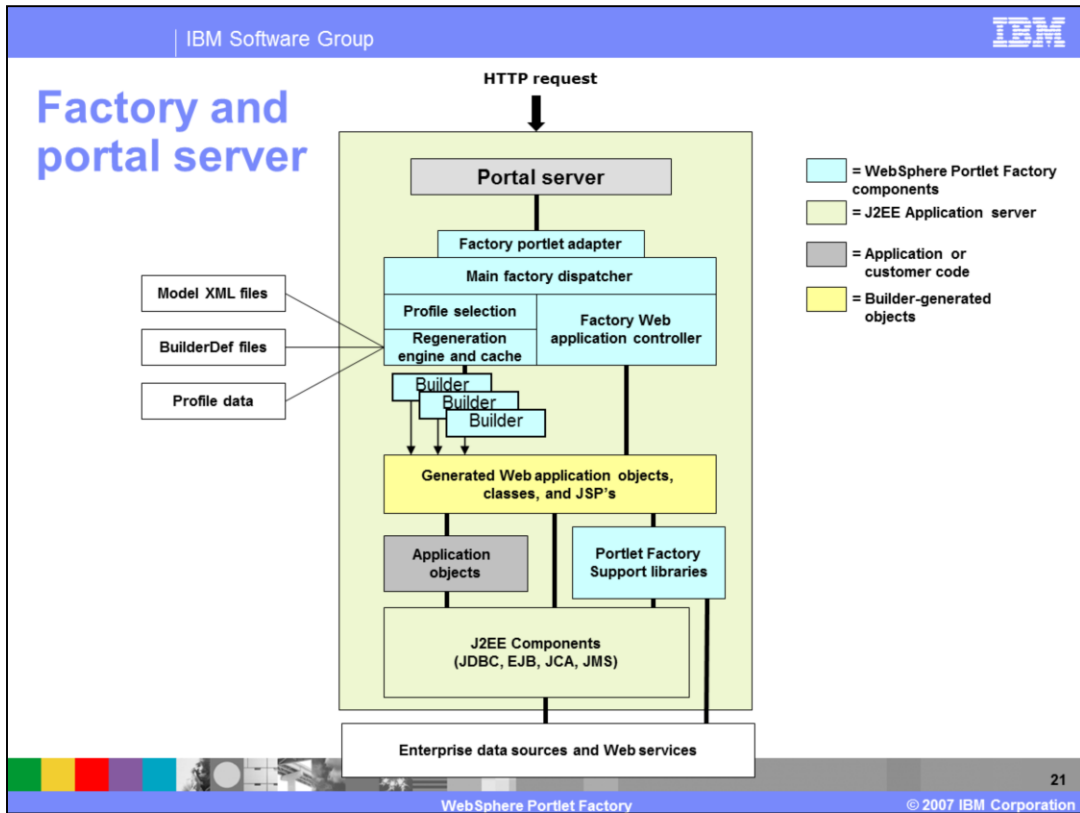 IBM Software Group
IBM
Factory and
portal server
HTTP request
Portal server
Factory portlet adapter
Main factory dispatcher
Profile selection
Regeneration
engine and cache
Factory Web
application controller
Model XML files
BuilderDef files
Profile data
Builder
Builder
Builder
Generated Web application objects,
classes, and JSP's
Application
objects
Portlet Factory
Support libraries
J2EE Components
(JDBC, EJB, JCA, JMS)
Enterprise data sources and Web services
= WebSphere Portlet Factory
components
= J2EE Application server
= Application or
customer code
= Builder-generated
objects
21
WebSphere Portlet Factory
© 2007 IBM Corporation